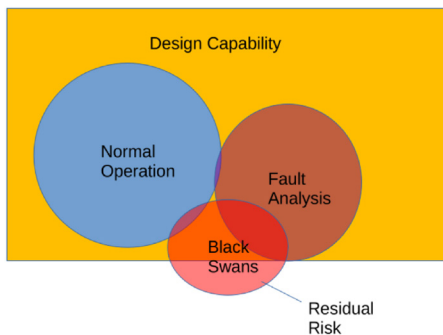 Design Capability
Normal
Operation
Fault
Analysis
Black
Swans
Residual
Risk